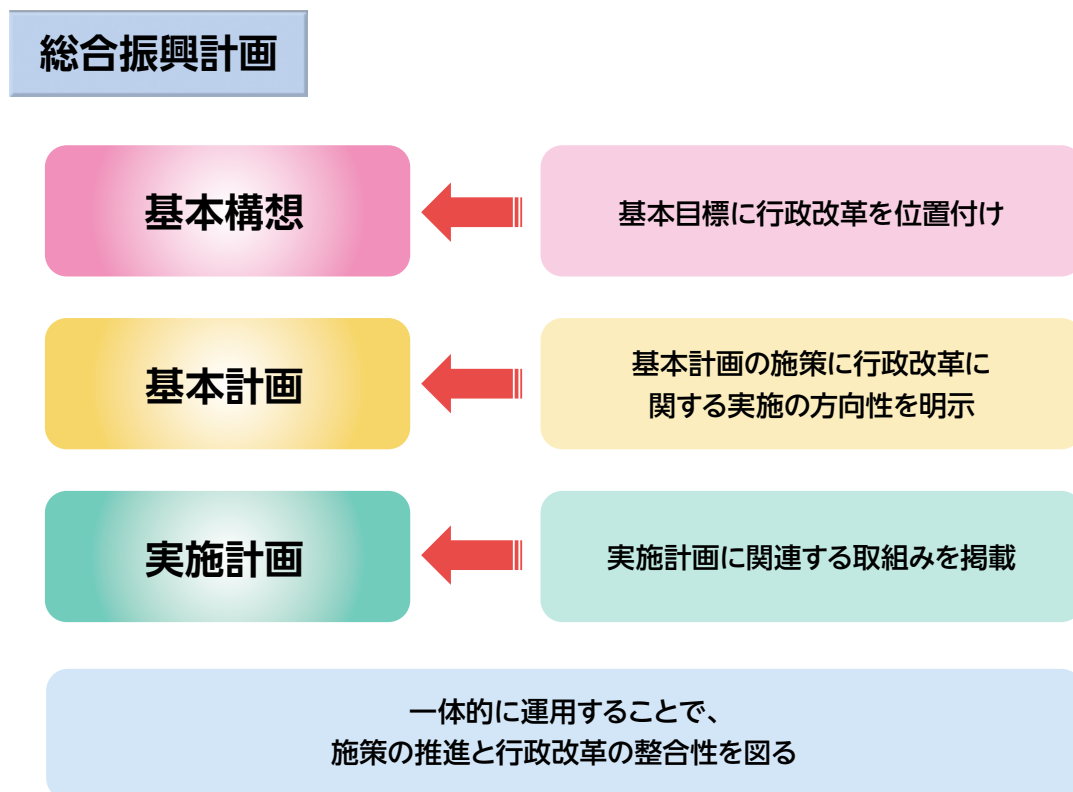 総合振興計画
基本構想
基本目標に行政改革を位置付け
基本計画
基本計画の施策に行政改革に
関する実施の方向性を明示
実施計画
実施計画に関連する取組みを掲載
一体的に運用することで、
施策の推進と行政改革の整合性を図る